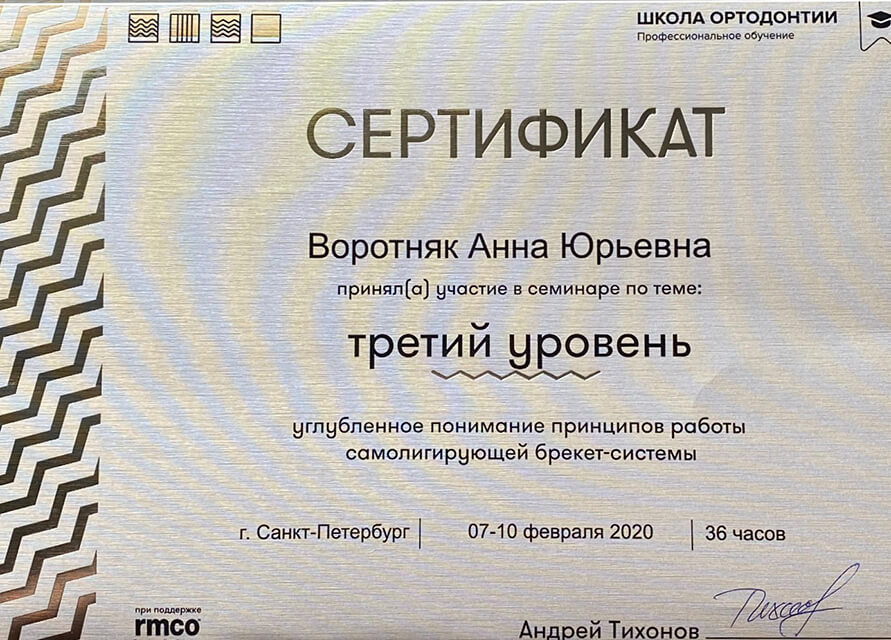 ШКОЛА ОРТОДОНТИИ
Профессиональное обучение
СЕРТИФИКАТ
Воротняк Анна Юрьевна
принял(а) участие в семинаре по теме:
третий уровень
углубленное понимание принципов работы
самолигирующей брекет-системы
г. Санкт-Петербург | 07-10 февраля 2020 | 36 часов
при поддержке
rmco
Андрей Тихонов